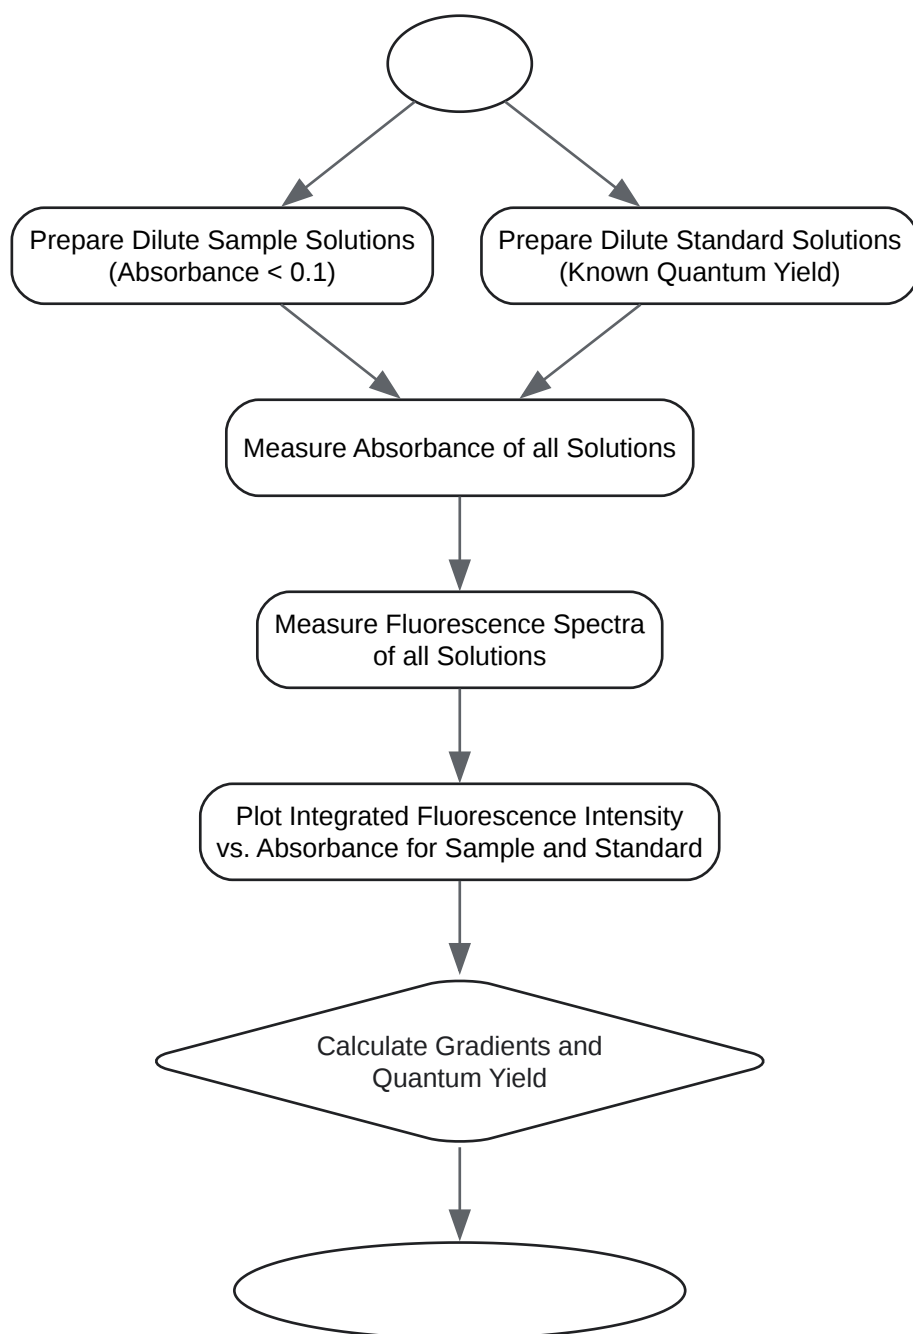 Prepare Dilute Sample Solutions
(Absorbance < 0.1)
Prepare Dilute Standard Solutions
(Known Quantum Yield)
Measure Absorbance of all Solutions
Measure Fluorescence Spectra
of all Solutions
Plot Integrated Fluorescence Intensity
vs. Absorbance for Sample and Standard
Calculate Gradients and
Quantum Yield